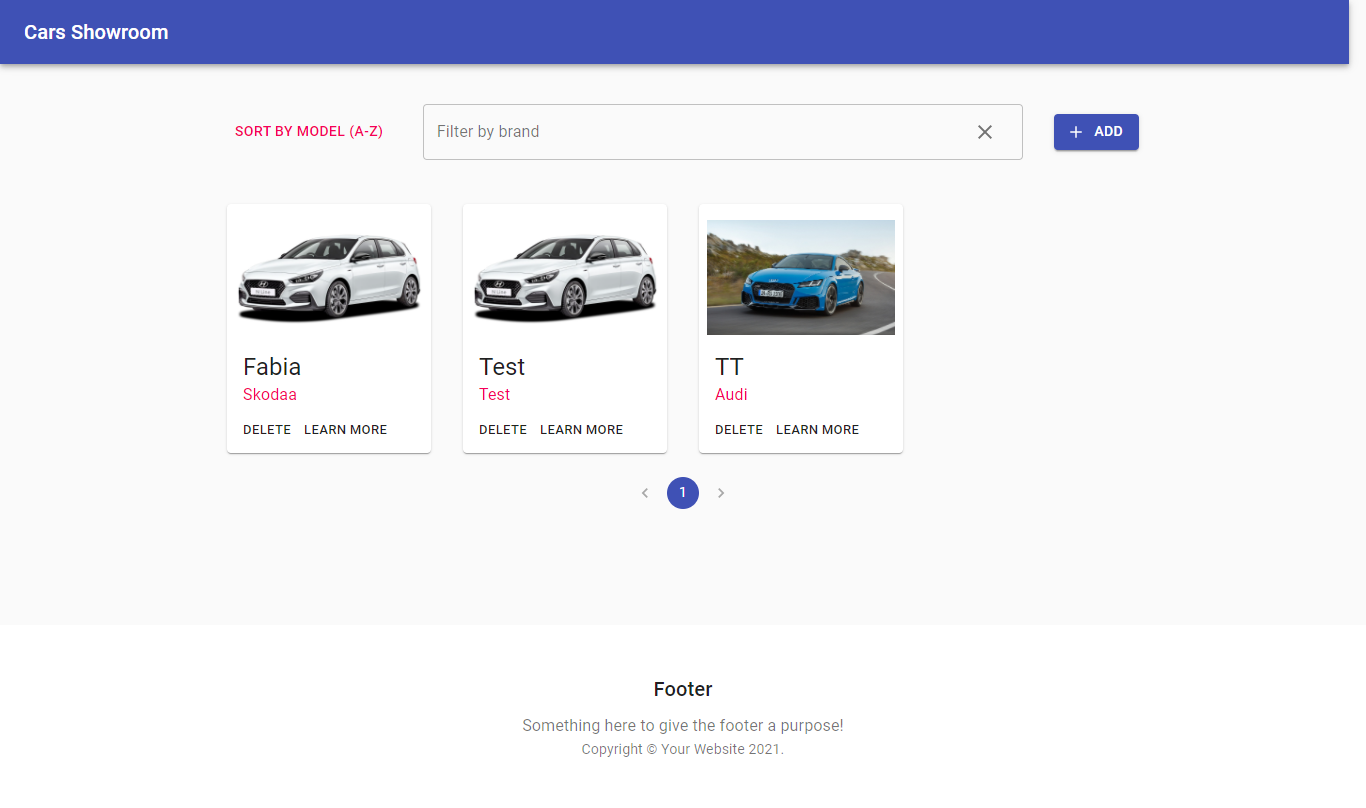 Cars Showroom
SORT BY MODEL (A-Z)
Filter by brand
ADD
Fabia
Skodaa
DELETE LEARN MORE
Test
Test
DELETE LEARN MORE
TT
Audi
DELETE LEARN MORE
1
Footer
Something here to give the footer a purpose!
Copyright © Your Website 2021.